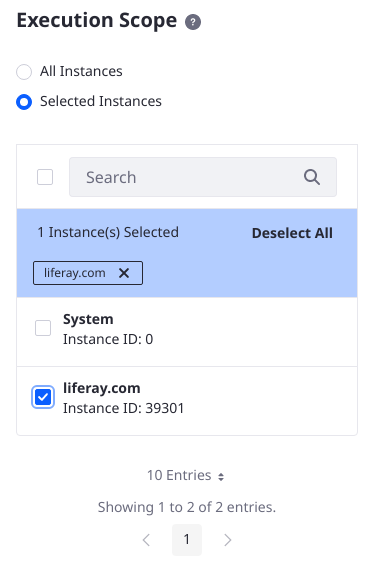 Execution Scope ?
All Instances
Selected Instances
Search
1 Instance(s) Selected Deselect All
liferay.com
System
Instance ID: 0
liferay.com
Instance ID: 39301
10 Entries
Showing 1 to 2 of 2 entries.
1